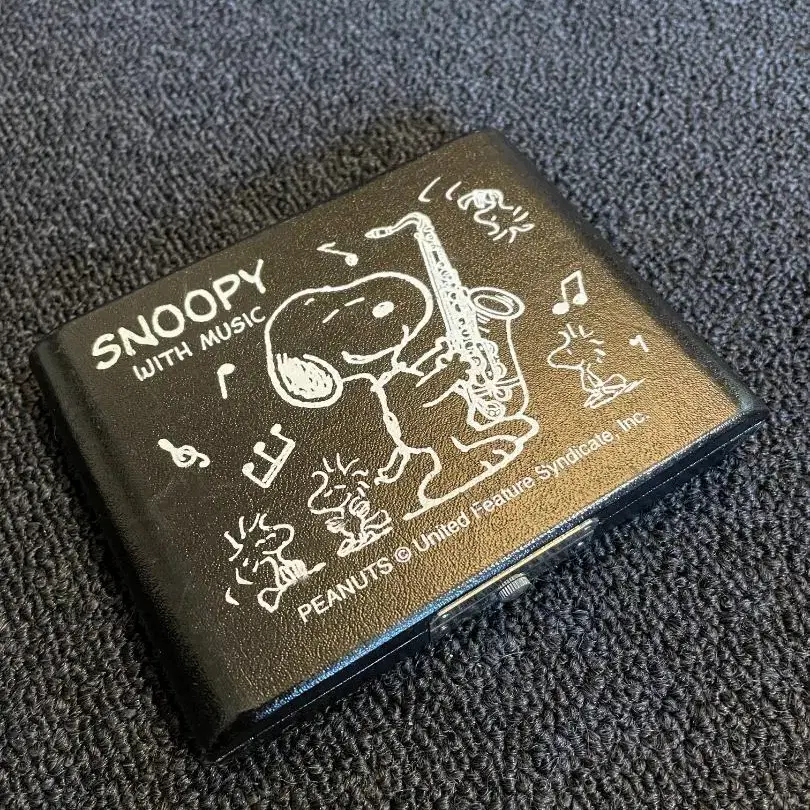 SNOOPY
WITH MUSIC
PEANUTS © United Feature Syndicate, Inc.